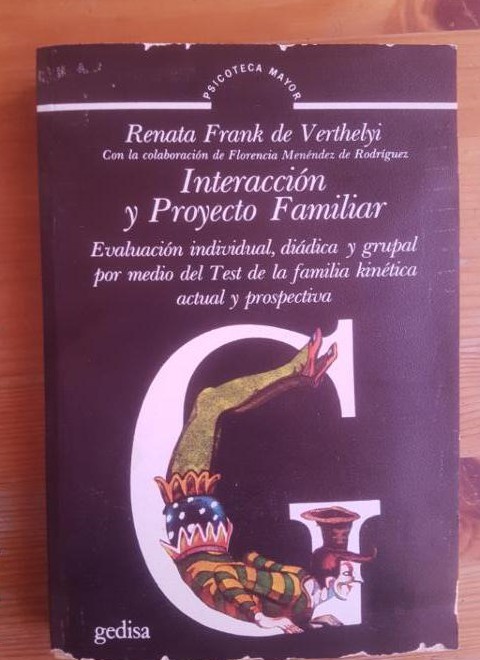 PSICOTECA MAYOR
Renata Frank de Verthelyi
Con la colaboración de Florencia Menéndez de Rodríguez
Interacción
y Proyecto Familiar
Evaluación individual, diádica y grupal
por medio del Test de la familia kinética
actual y prospectiva
G
gedisa